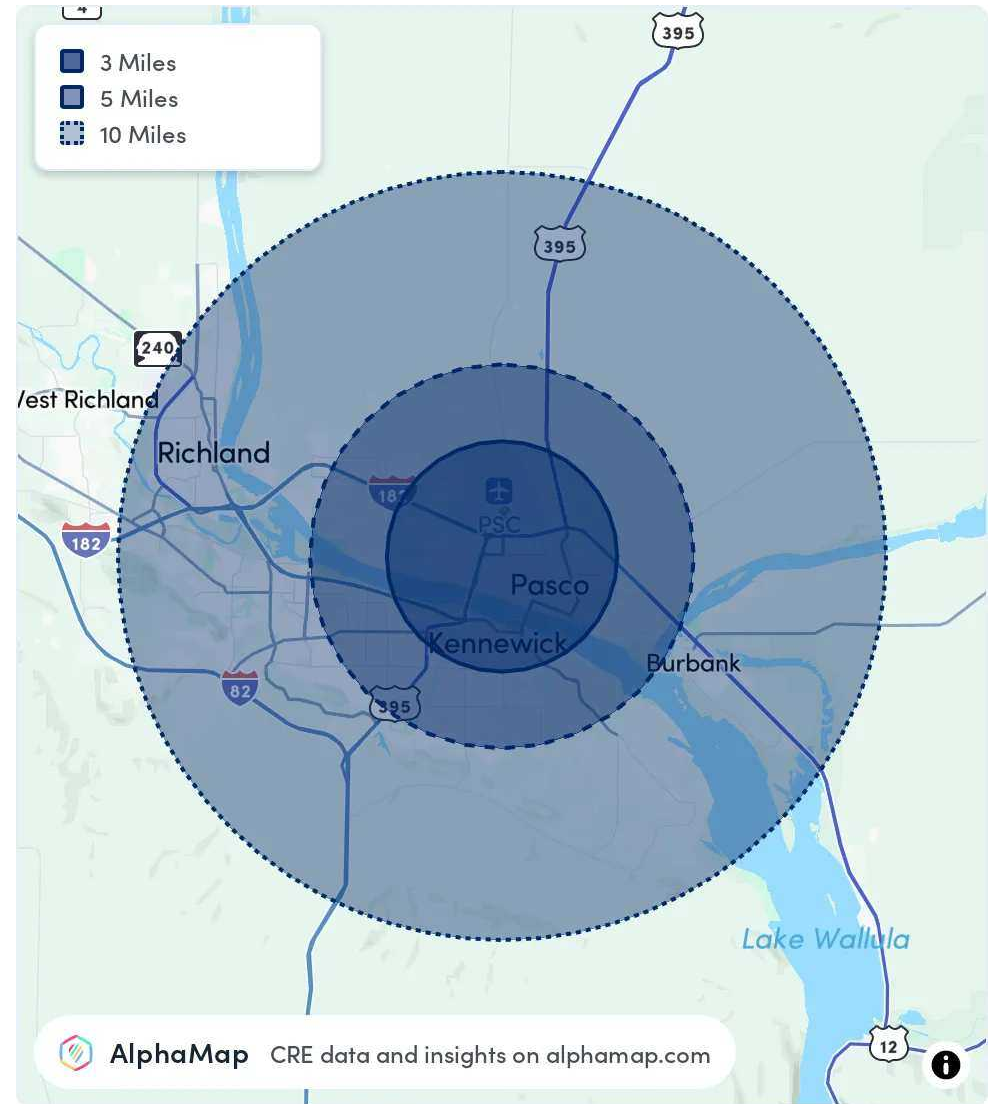 4
395
3 Miles
5 Miles
10 Miles
395
240
West Richland
Richland
182
PSC
182
Pasco
Kennewick
Burbank
82
395
Lake Wallula
12
AlphaMap CRE data and insights on alphamap.com